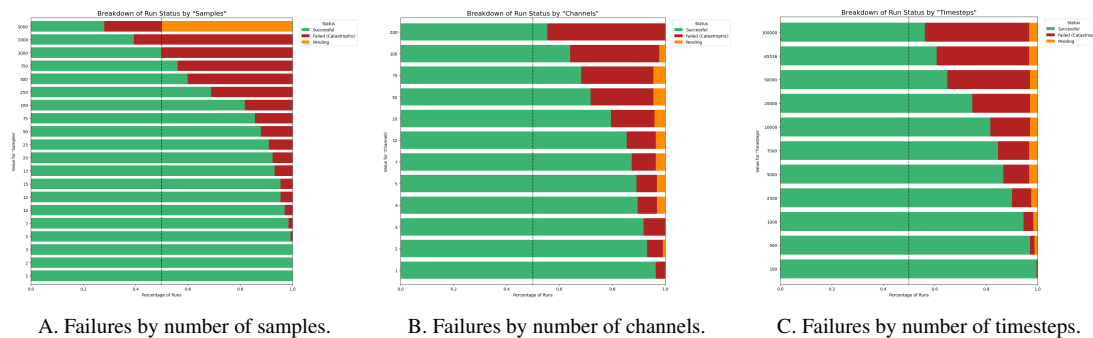 Breakdown of Run Status by "Samples"
Status
Successful
Failed (Catastrophic)
Pending
Value for 'Samples'
5000
2000
1000
750
500
250
100
75
50
25
20
17
15
12
10
7
5
3
2
1
0.0 0.2 0.4 0.6 0.8 1.0
Percentage of Runs
A. Failures by number of samples.
Breakdown of Run Status by "Channels"
Status
Successful
Failed (Catastrophic)
Pending
Value for 'Channels'
200
100
75
50
20
10
7
5
4
3
2
1
0.0 0.2 0.4 0.6 0.8 1.0
Percentage of Runs
B. Failures by number of channels.
Breakdown of Run Status by "Timesteps"
Status
Successful
Failed (Catastrophic)
Pending
Value for 'Timesteps'
100000
65536
50000
20000
10000
7500
5000
2500
1000
500
100
0.0 0.2 0.4 0.6 0.8 1.0
Percentage of Runs
C. Failures by number of timesteps.